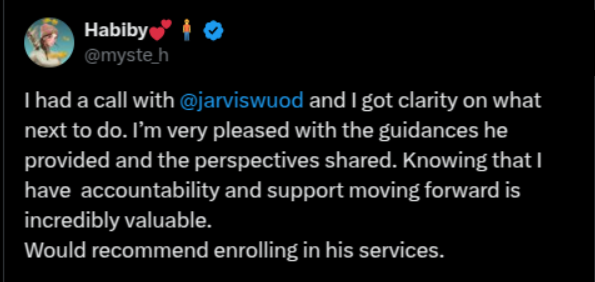 Habiby💕🧍
@myste_h
I had a call with @jarviswuod and I got clarity on what
next to do. I’m very pleased with the guidances he
provided and the perspectives shared. Knowing that I
have  accountability and support moving forward is
incredibly valuable.
Would recommend enrolling in his services.